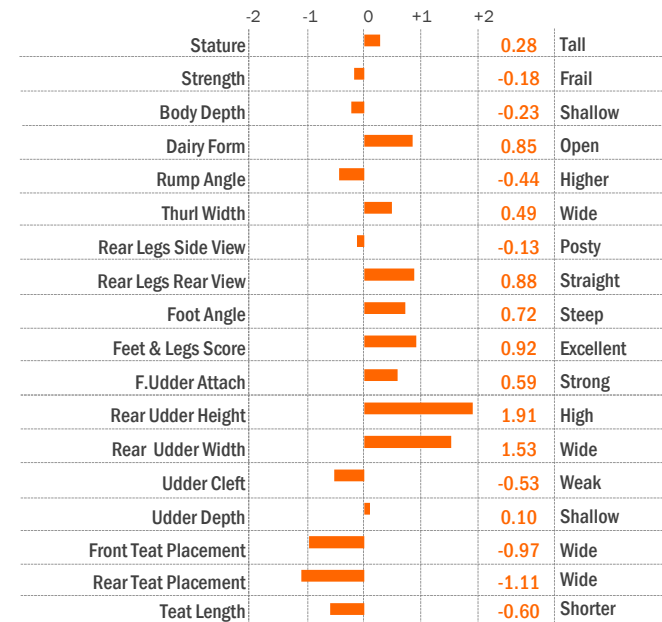 -2 -1 0 +1 +2
Stature 0.28 Tall
Strength -0.18 Frail
Body Depth -0.23 Shallow
Dairy Form 0.85 Open
Rump Angle -0.44 Higher
Thurl Width 0.49 Wide
Rear Legs Side View -0.13 Posty
Rear Legs Rear View 0.88 Straight
Foot Angle 0.72 Steep
Feet & Legs Score 0.92 Excellent
F.Udder Attach 0.59 Strong
Rear Udder Height 1.91 High
Rear Udder Width 1.53 Wide
Udder Cleft -0.53 Weak
Udder Depth 0.10 Shallow
Front Teat Placement -0.97 Wide
Rear Teat Placement -1.11 Wide
Teat Length -0.60 Shorter